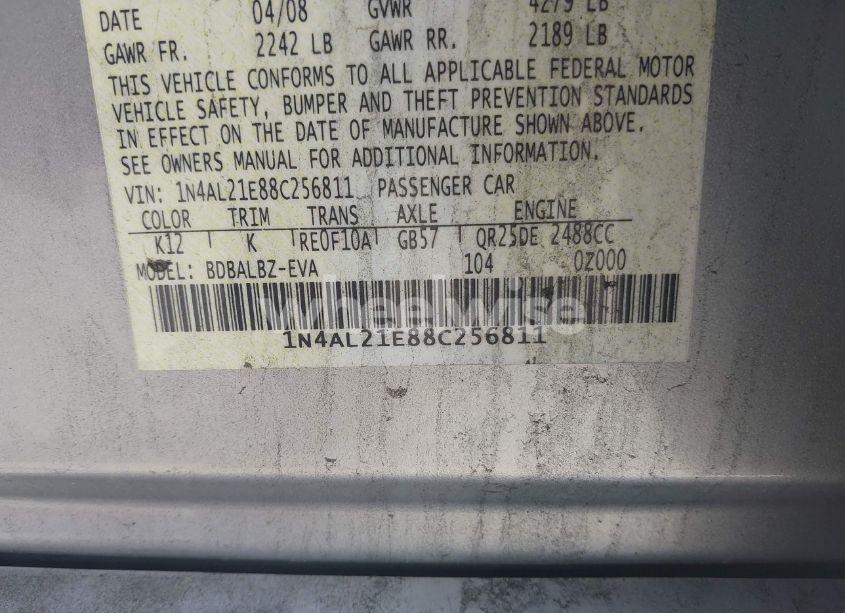 DATE 04/08 GVWR 4279 LB
GAWR FR. 2242 LB GAWR RR. 2189 LB
THIS VEHICLE CONFORMS TO ALL APPLICABLE FEDERAL MOTOR
VEHICLE SAFETY, BUMPER AND THEFT PREVENTION STANDARDS
IN EFFECT ON THE DATE OF MANUFACTURE SHOWN ABOVE.
SEE OWNERS MANUAL FOR ADDITIONAL INFORMATION.
VIN: 1N4AL21E88C256811 PASSENGER CAR
COLOR TRIM TRANS AXLE ENGINE
K12 K RE0F10A GB57 QR25DE 2488CC
MODEL: BDBALBZ-EVA 104 0Z000
wheelwise
1N4AL21E88C256811